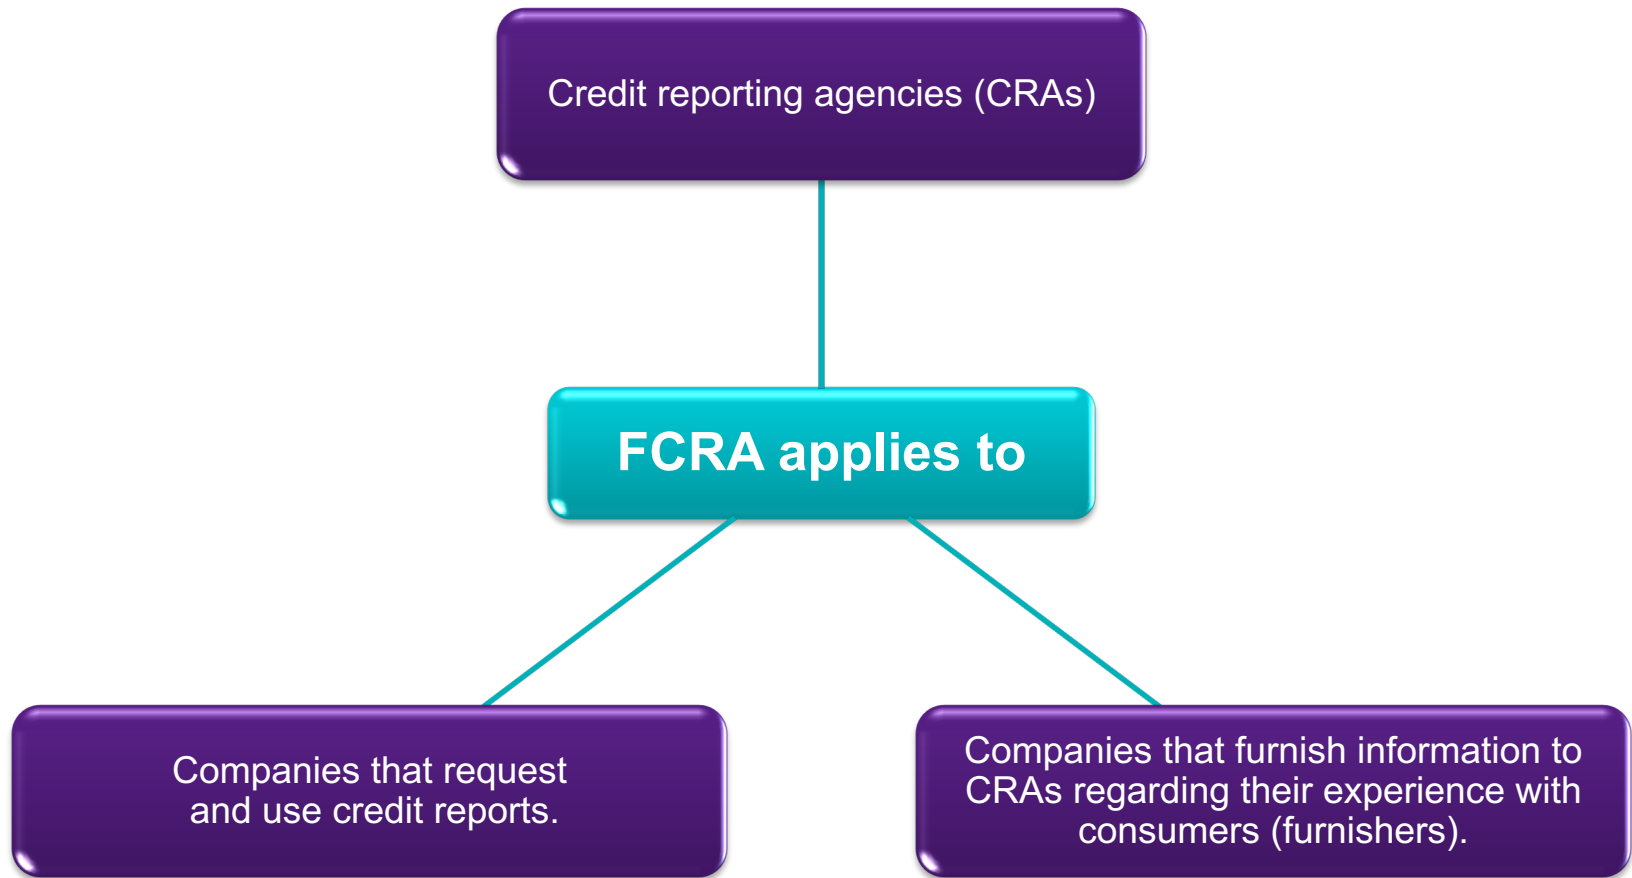 Credit reporting agencies (CRAs)
FCRA applies to
Companies that request
and use credit reports.
Companies that furnish information to
CRAs regarding their experience with
consumers (furnishers).